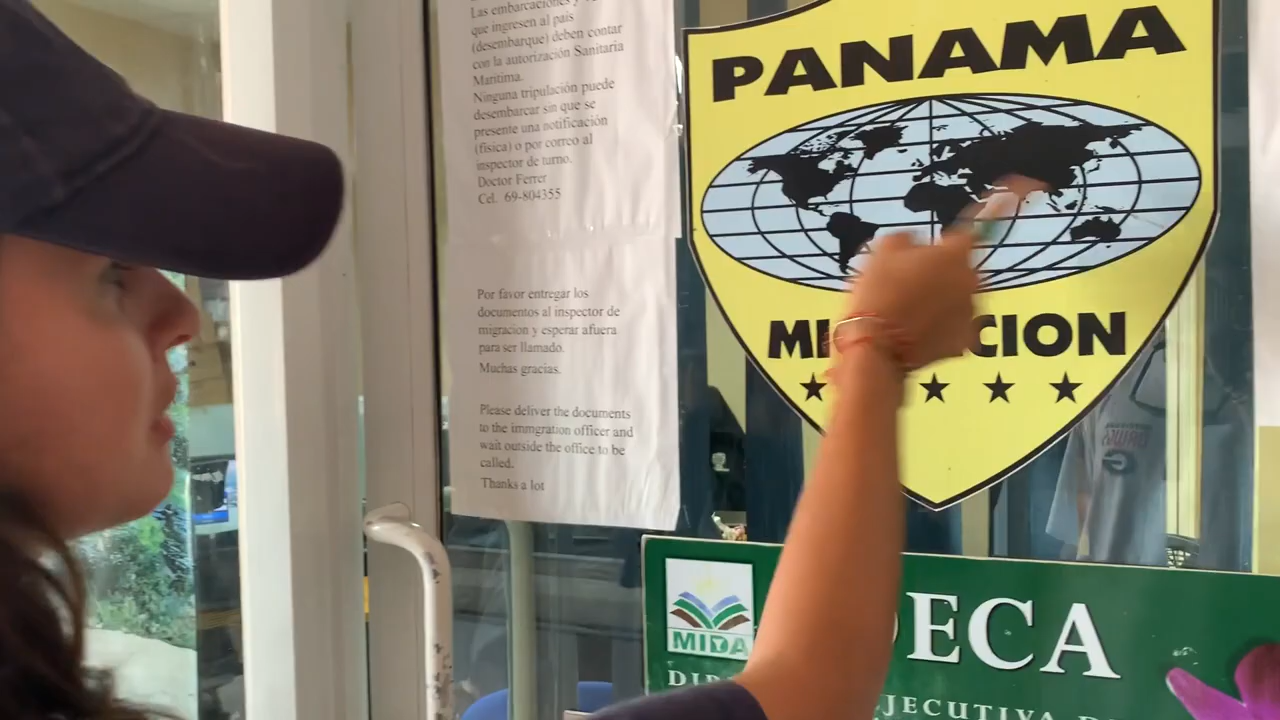 Las embarcaciones y
que ingresen al país
(desembarque) deben contar
con la autorización Sanitaria
Maritima.
Ninguna tripulación puede
desembarcar sin que se
presente una notificación
(física) o por correo al
inspector de turno.
Doctor Ferrer
Cel. 69-804355
Por favor entregar los
documentos al inspector de
migracion y esperar afuera
para ser llamado.
Muchas gracias.
Please deliver the documents
to the immgration officer and
wait outside the office to be
called.
Thanks a lot
PANAMA
MI CION
MIDA
DECA
DI JECUTIVA D